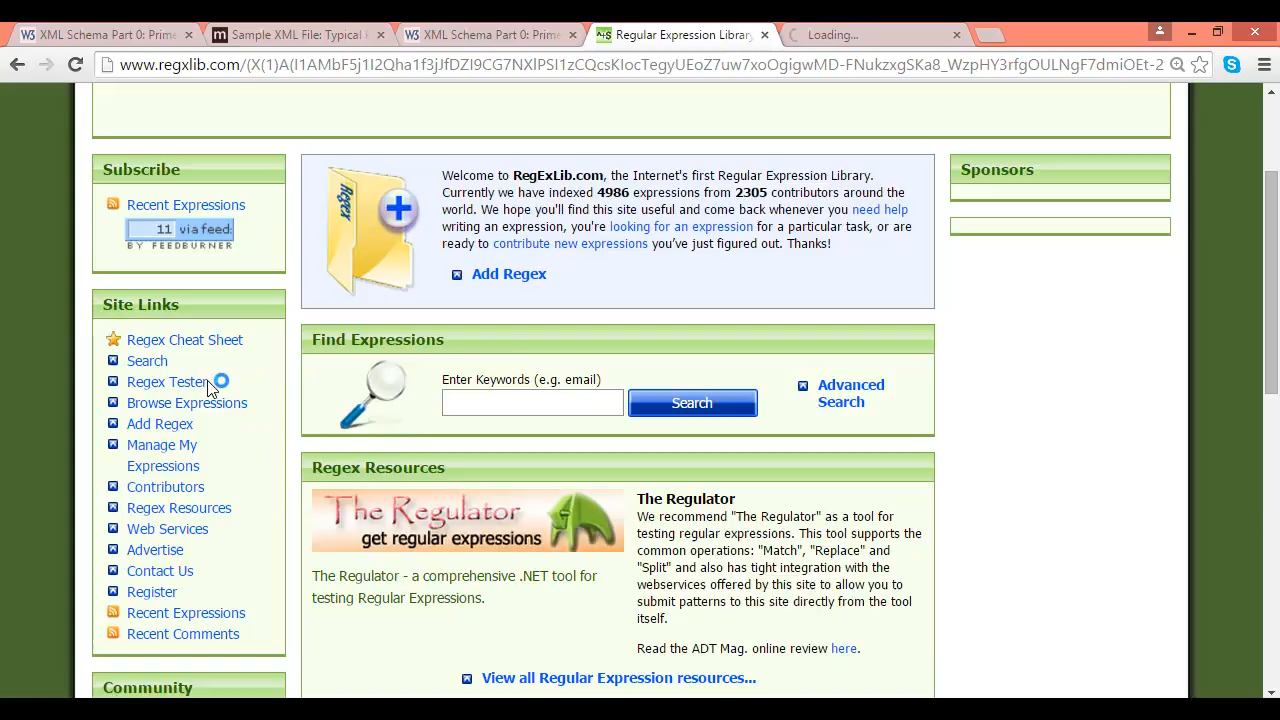 XML Schema Part 0: Prime
Sample XML File: Typical
XML Schema Part 0: Prime
Regular Expression Library
Loading...
Subscribe
Recent Expressions
11 via feed:
BY FEEDBURNER
Site Links
Regex Cheat Sheet
Search
Regex Tester
Browse Expressions
Add Regex
Manage My
Expressions
Contributors
Regex Resources
Web Services
Advertise
Contact Us
Register
Recent Expressions
Recent Comments
Community
Regex
Welcome to RegExLib.com, the Internet's first Regular Expression Library.
Currently we have indexed 4986 expressions from 2305 contributors around the
world. We hope you'll find this site useful and come back whenever you need help
writing an expression, you're looking for an expression for a particular task, or are
ready to contribute new expressions you've just figured out. Thanks!
Add Regex
Find Expressions
Enter Keywords (e.g. email)
Search
Advanced
Search
Regex Resources
The Regulator
get regular expressions
The Regulator - a comprehensive .NET tool for
testing Regular Expressions.
The Regulator
We recommend "The Regulator" as a tool for
testing regular expressions. This tool supports the
common operations: "Match", "Replace" and
"Split" and also has tight integration with the
webservices offered by this site to allow you to
submit patterns to this site directly from the tool
itself.
Read the ADT Mag. online review here.
View all Regular Expression resources...
Sponsors